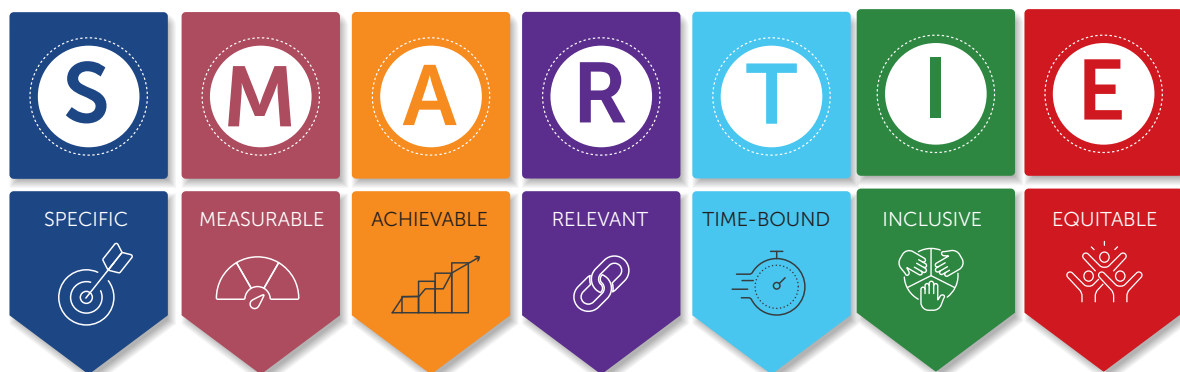 S M A R T I E
SPECIFIC MEASURABLE ACHIEVABLE RELEVANT TIME-BOUND INCLUSIVE EQUITABLE